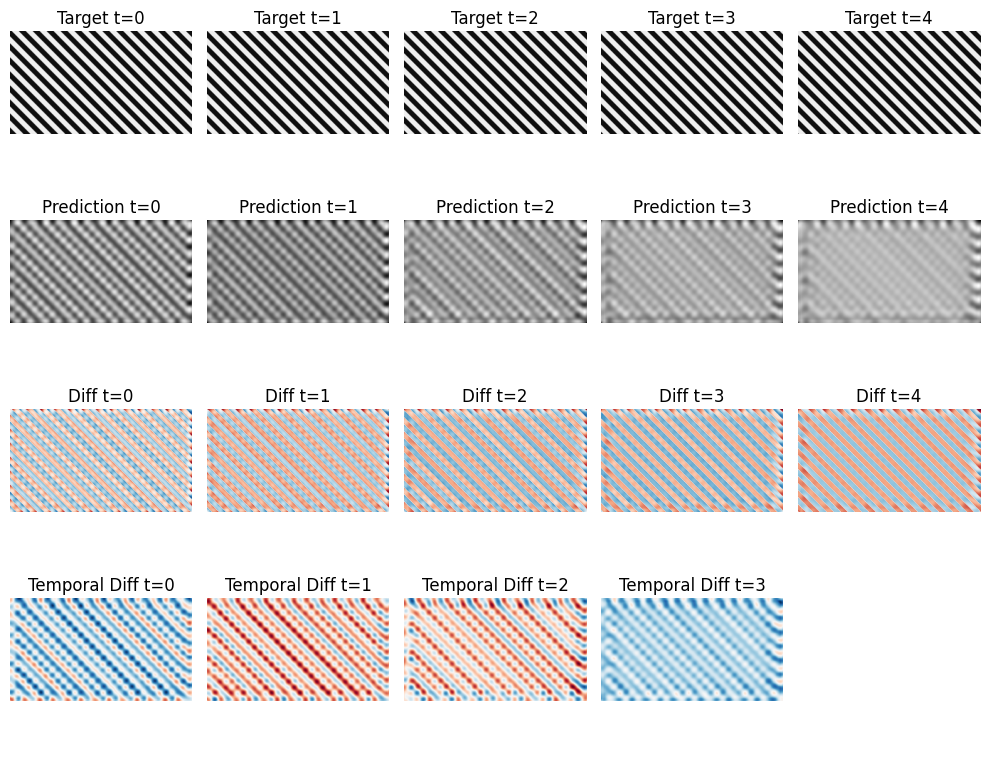 Target t=0 Target t=1 Target t=2 Target t=3 Target t=4
Prediction t=0 Prediction t=1 Prediction t=2 Prediction t=3 Prediction t=4
Diff t=0 Diff t=1 Diff t=2 Diff t=3 Diff t=4
Temporal Diff t=0 Temporal Diff t=1 Temporal Diff t=2 Temporal Diff t=3